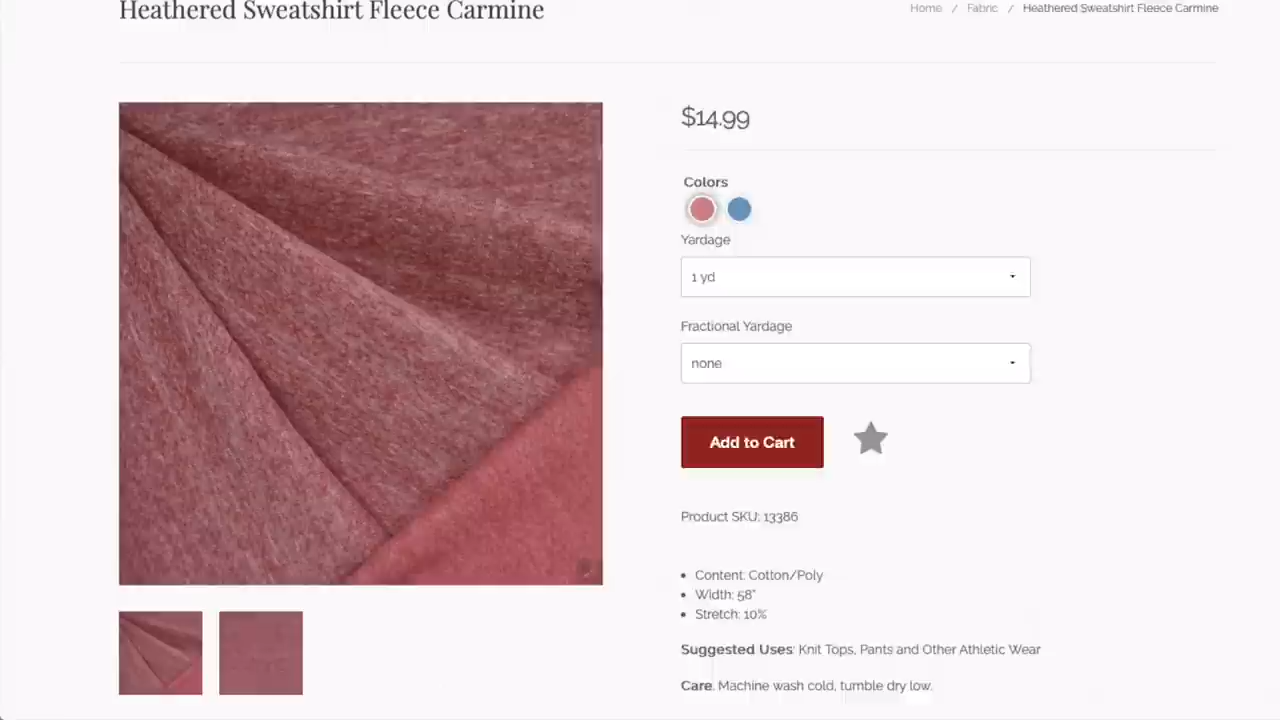 Heathered Sweatshirt Fleece Carmine
Home / Fabric / Heathered Sweatshirt Fleece Carmine
$14.99
Colors
Yardage
1 yd
Fractional Yardage
none
Add to Cart
Product SKU: 13386
Content: Cotton/Poly
Width: 58"
Stretch: 10%
Suggested Uses: Knit Tops, Pants and Other Athletic Wear
Care. Machine wash cold, tumble dry low.